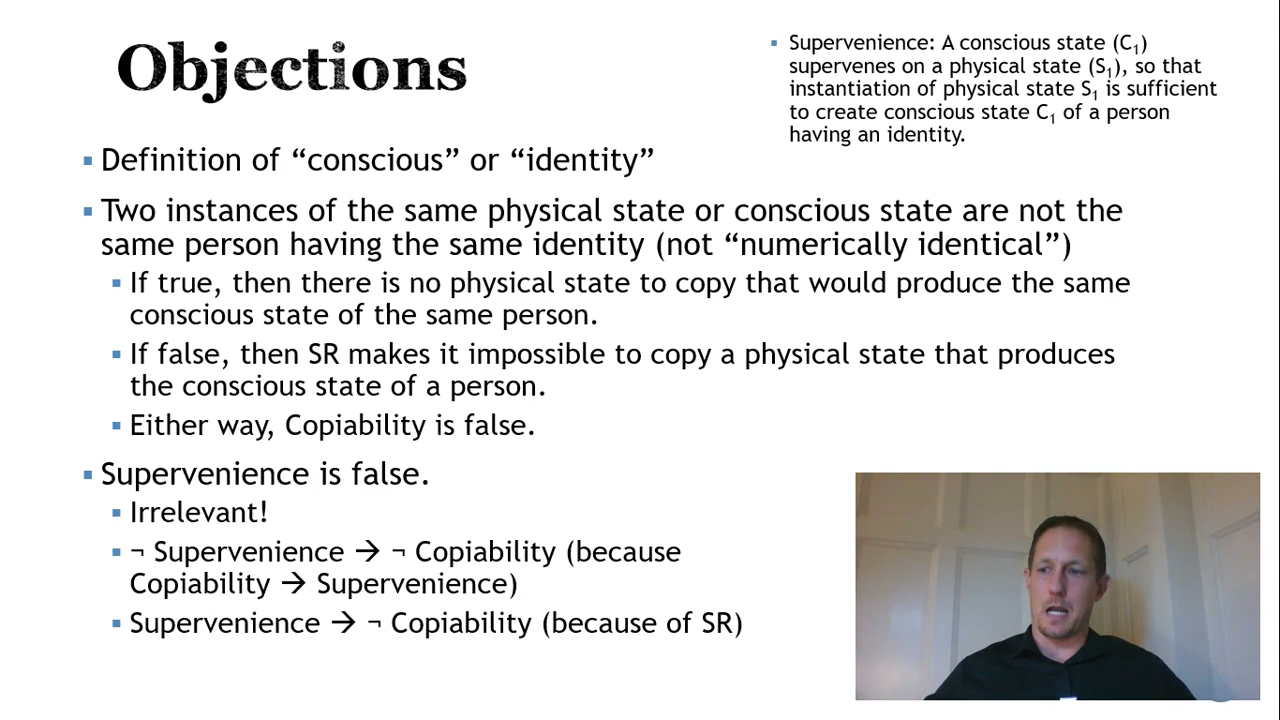 Objections
▪ Supervenience: A conscious state (C₁)
supervenes on a physical state (S₁), so that
instantiation of physical state S₁ is sufficient
to create conscious state C₁ of a person
having an identity.
▪ Definition of “conscious” or “identity”
▪ Two instances of the same physical state or conscious state are not the
same person having the same identity (not “numerically identical”)
▪ If true, then there is no physical state to copy that would produce the same
conscious state of the same person.
▪ If false, then SR makes it impossible to copy a physical state that produces
the conscious state of a person.
▪ Either way, Copiability is false.
▪ Supervenience is false.
▪ Irrelevant!
▪ ¬ Supervenience → ¬ Copiability (because
Copiability → Supervenience)
▪ Supervenience → ¬ Copiability (because of SR)